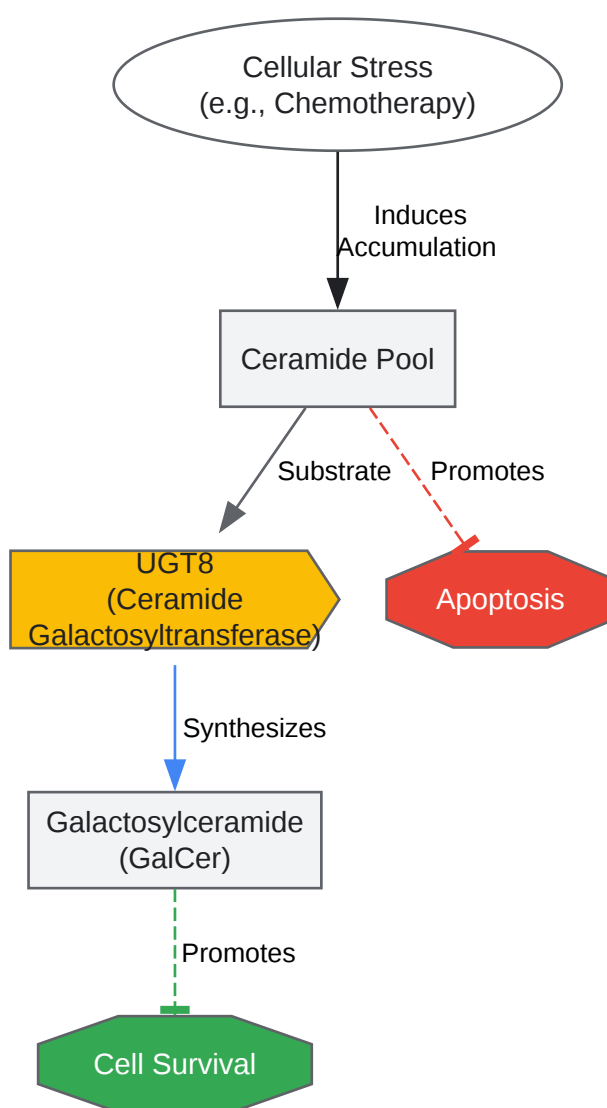 Cellular Stress
(e.g., Chemotherapy)
Induces
Accumulation
Ceramide Pool
Substrate
Promotes
UGT8
(Ceramide
Galactosyltransferase)
Apoptosis
Synthesizes
Galactosylceramide
(GalCer)
Promotes
Cell Survival